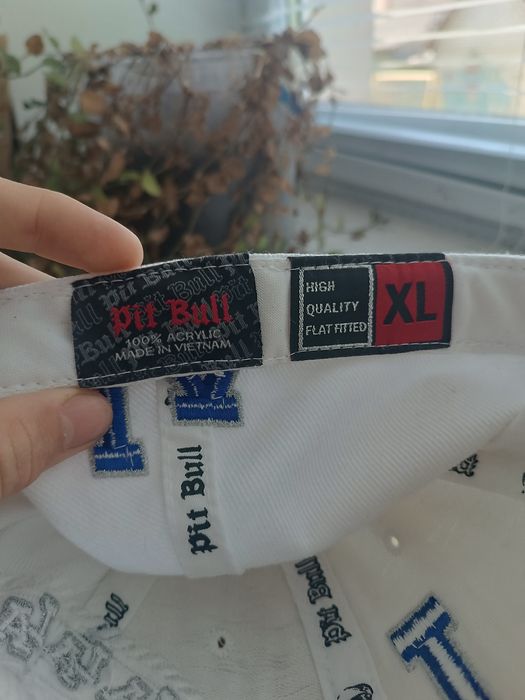 Pit Bull
100% ACRYLIC
MADE IN VIETNAM
HIGH
QUALITY
FLAT FITTED
XL
Pit Bull
Pit Bull